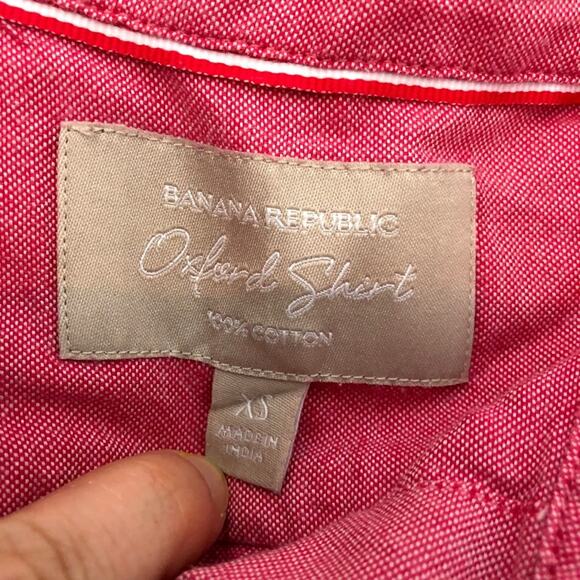 BANANA REPUBLIC
Oxford Shirt
100% COTTON
XS
MADE IN
INDIA